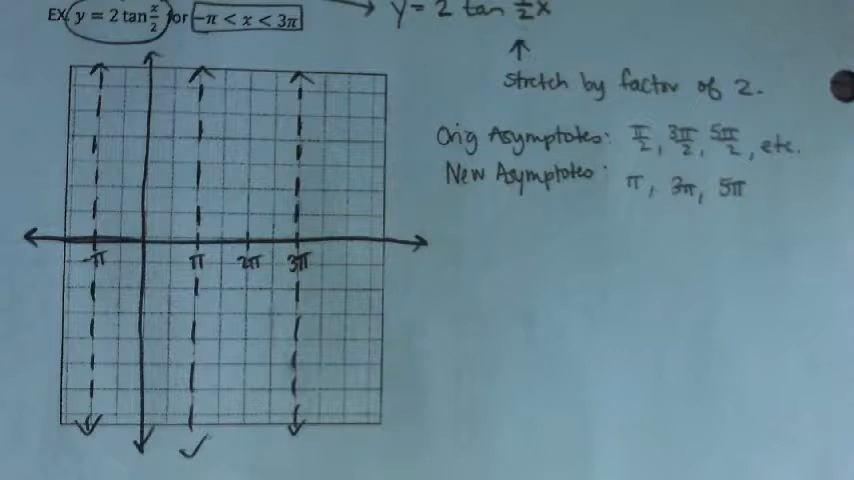 EX. y = 2 tan x/2 for -π < x < 3π
y = 2 tan 1/2 x
Stretch by factor of 2.
Orig Asymptotes: π/2, 3π/2, 5π/2, etc.
New Asymptotes: π, 3π, 5π
-π π 2π 3π